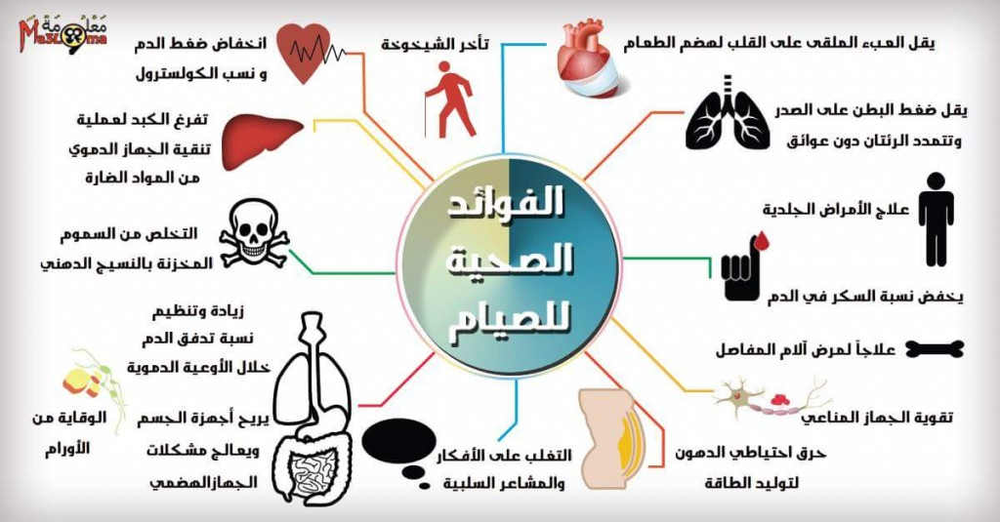 مَعْلُومَة
Ma3Loma
الفوائد
الصحية
للصيام
يقل العبء الملقى على القلب لهضم الطعام
يقل ضغط البطن على الصدر
وتتمدد الرئتان دون عوائق
علاج الأمراض الجلدية
يخفض نسبة السكر في الدم
علاجاً لمرض آلام المفاصل
تقوية الجهاز المناعي
حرق احتياطي الدهون
لتوليد الطاقة
التغلب على الأفكار
والمشاعر السلبية
تأخر الشيخوخة
انخفاض ضغط الدم
و نسب الكولسترول
تفرغ الكبد لعملية
تنقية الجهاز الدموي
من المواد الضارة
التخلص من السموم
المخزنة بالنسيج الدهني
زيادة وتنظيم
نسبة تدفق الدم
خلال الأوعية الدموية
يريح أجهزة الجسم
ويعالج مشكلات
الجهازالهضمي
الوقاية من
الأورام